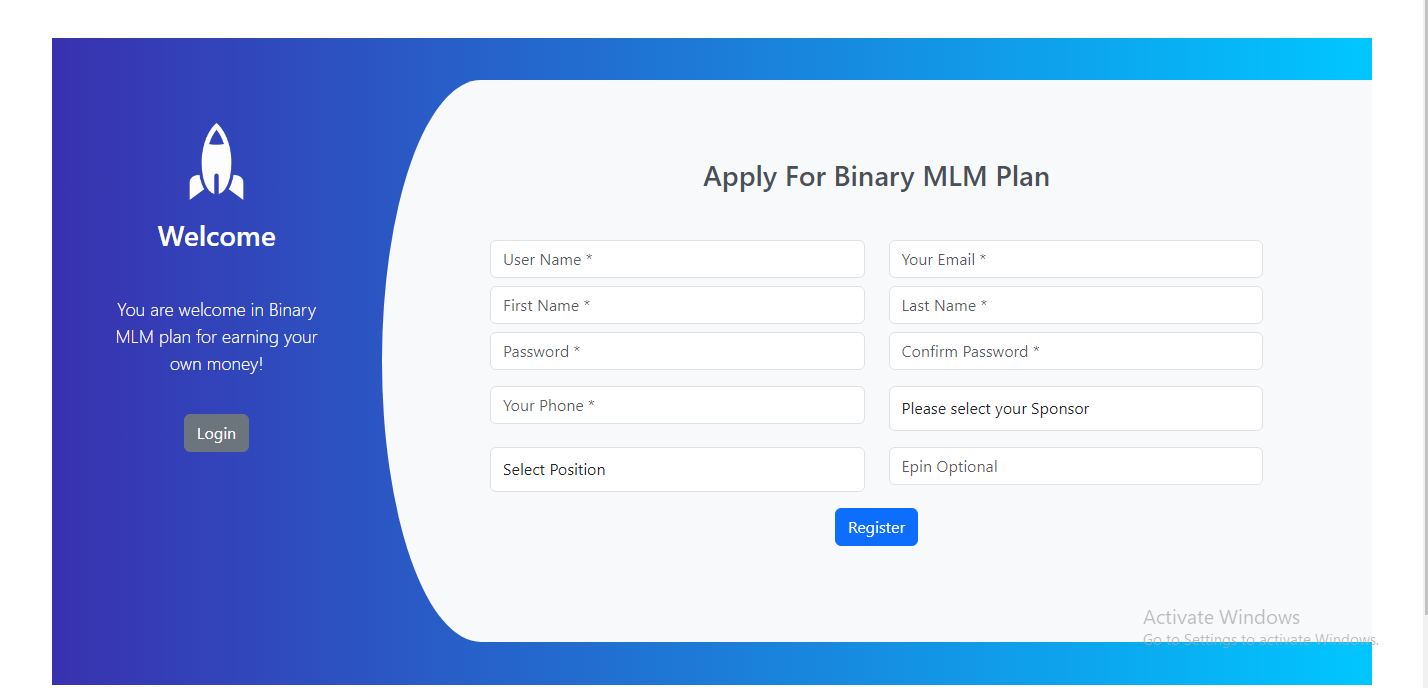 Welcome
You are welcome in Binary
MLM plan for earning your
own money!
Login
Apply For Binary MLM Plan
User Name *
Your Email *
First Name *
Last Name *
Password *
Confirm Password *
Your Phone *
Please select your Sponsor
Select Position
Epin Optional
Register
Activate Windows
Go to Settings to activate Windows.